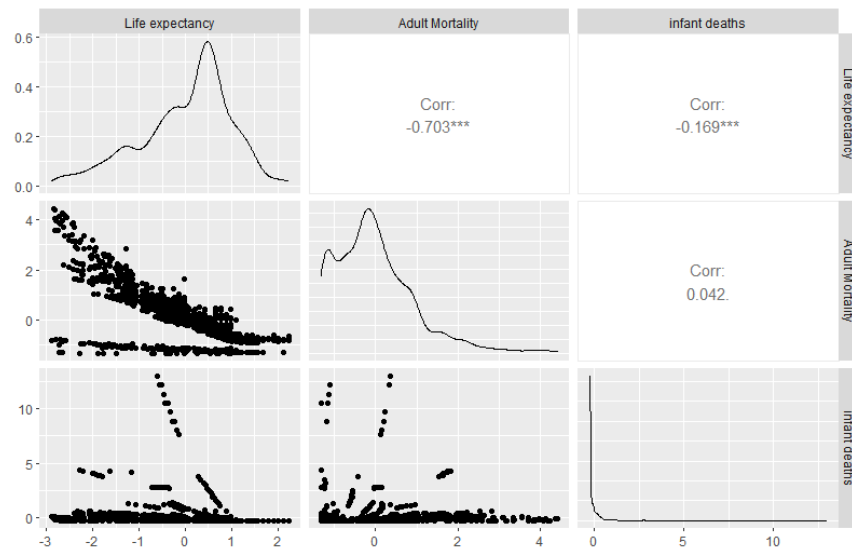 Life expectancy
Adult Mortality
infant deaths
0.6
0.4
0.2
0.0
Corr:
-0.703***
Corr:
-0.169***
Life expectancy
4
2
0
Corr:
0.042.
Adult Mortality
10
5
0
infant deaths
-3
-2
-1
0
1
2
0
2
4
0
5
10